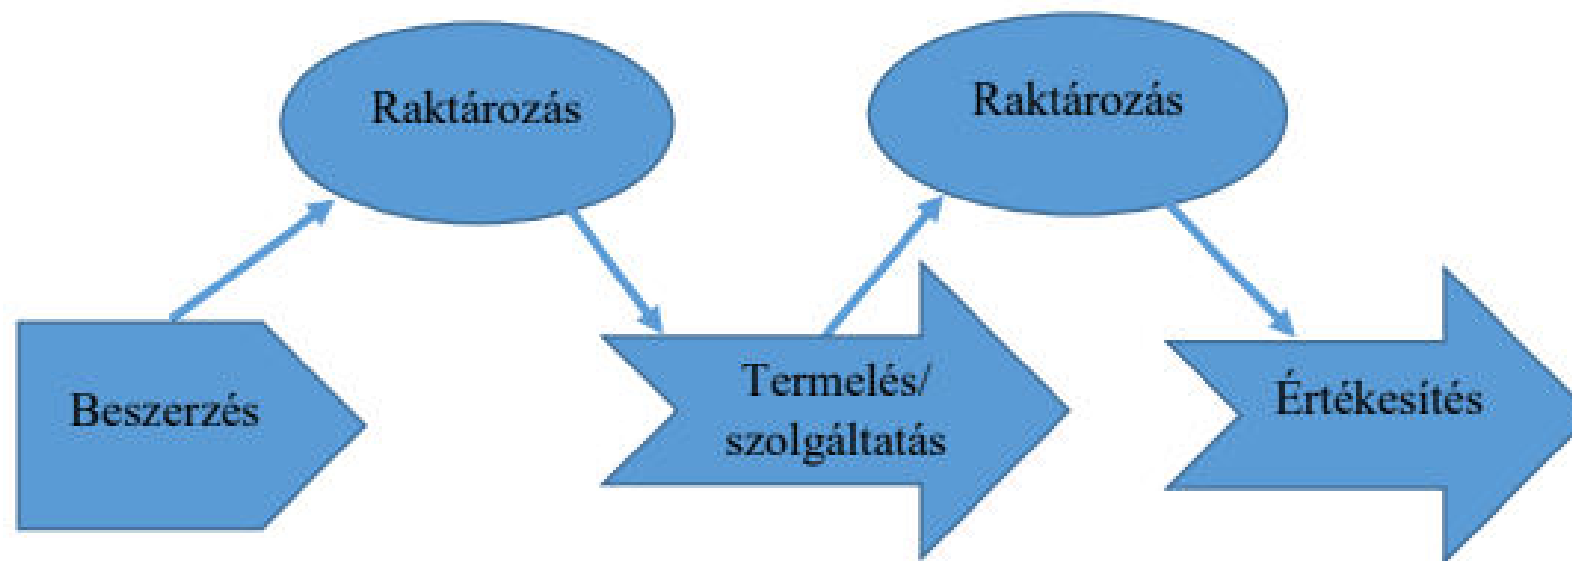 Raktározás
Raktározás
Beszerzés
Termelés/
szolgáltatás
Értékesítés